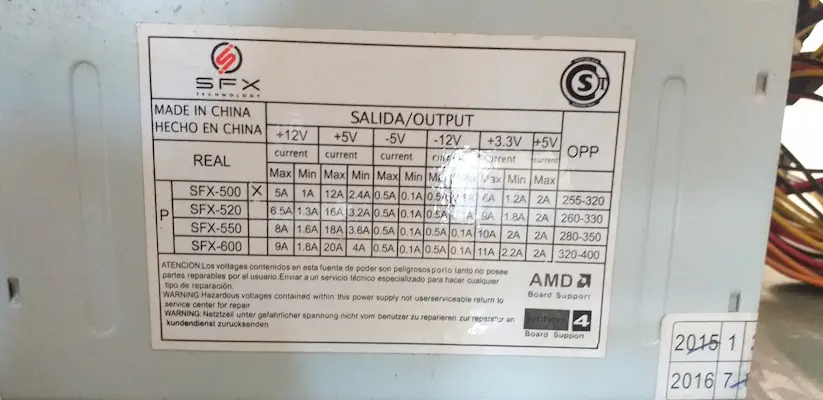 SFX
TECHNOLOGY
MADE IN CHINA
HECHO EN CHINA
SALIDA/OUTPUT
OPP
+12V +5V -5V -12V +3.3V +5V
REAL
current current current current current
Max Min Max Min Max Min Max Min Max Min Max
P
SFX-500 X 5A 1A 12A 2.4A 0.5A 0.1A 0.5A 6A 1.2A 2A 255-320
SFX-520 6.5A 1.3A 16A 3.2A 0.5A 0.1A 0.5A 9A 1.8A 2A 260-330
SFX-550 8A 1.6A 18A 3.6A 0.5A 0.1A 0.5A 0.1A 10A 2A 2A 280-350
SFX-600 9A 1.8A 20A 4A 0.5A 0.1A 0.5A 0.1A 11A 2.2A 2A 320-400
ATENCION:Los voltages contenidos en esta fuente de poder son peligrosos porlo tanto no posee
partes reparables por el usuario.Enviar a un servicio técnico especializado para hacer cualquier
tipo de reparación.
WARNING:Hazardous voltages contained within this power supply not userserviceable return to
service center for repair
WARNING:Netzteil unter gefahrlicher spannung nicht vom benutzer zu reparieren zur reparatur an
kundendienst zurucksenden
AMD
Board Support
4
Board Support
2015 1
2016 7